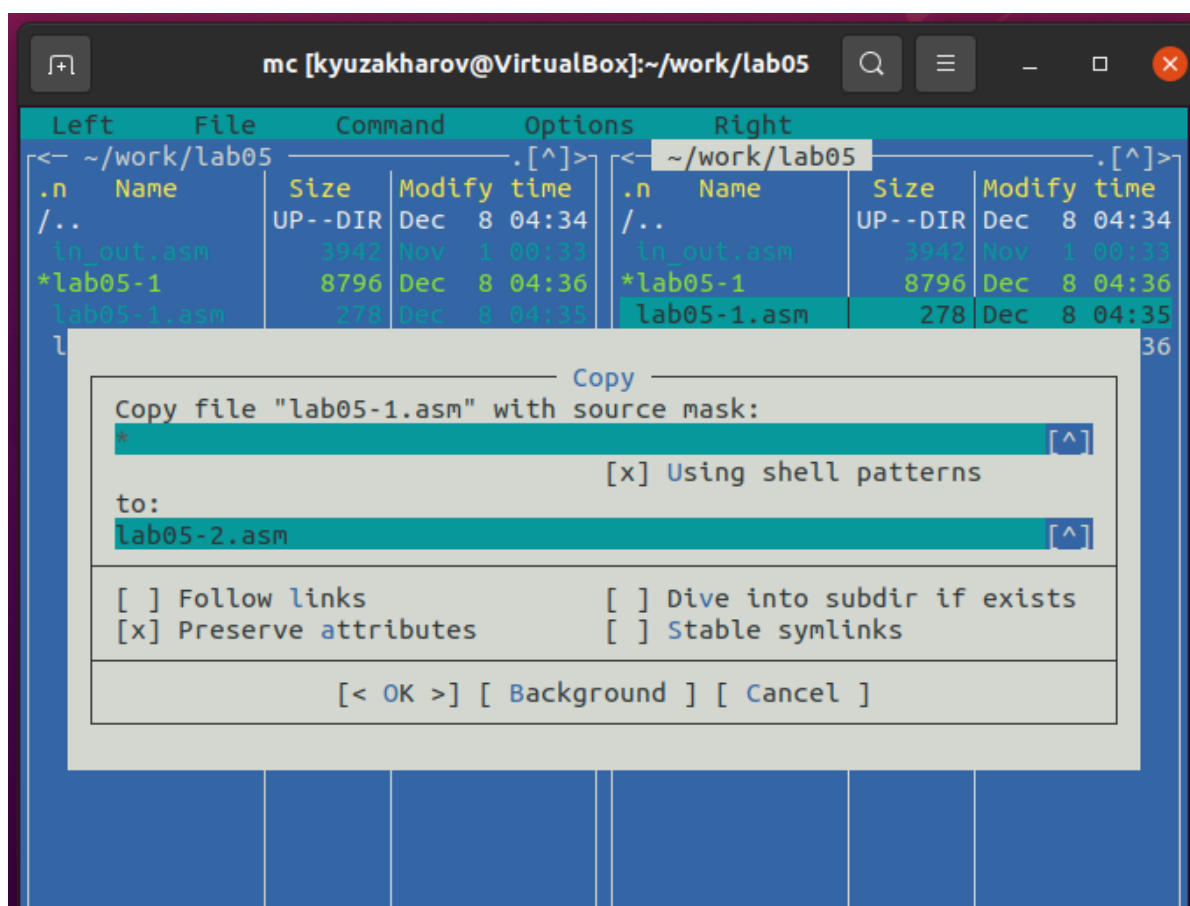 mc [kyuzakharov@VirtualBox]:~/work/lab05
Left File Command Options Right
<— ~/work/lab05 —.[^]> <— ~/work/lab05 —.[^]>
.n Name Size Modify time .n Name Size Modify time
/.. UP--DIR Dec 8 04:34 /.. UP--DIR Dec 8 04:34
in_out.asm 3942 Nov 1 00:33 in_out.asm 3942 Nov 1 00:33
*lab05-1 8796 Dec 8 04:36 *lab05-1 8796 Dec 8 04:36
lab05-1.asm 278 Dec 8 04:35 lab05-1.asm 278 Dec 8 04:35
l 36
Copy
Copy file "lab05-1.asm" with source mask:
* [^]
[x] Using shell patterns
to:
lab05-2.asm [^]
[ ] Follow links [ ] Dive into subdir if exists
[x] Preserve attributes [ ] Stable symlinks
[< OK >] [ Background ] [ Cancel ]